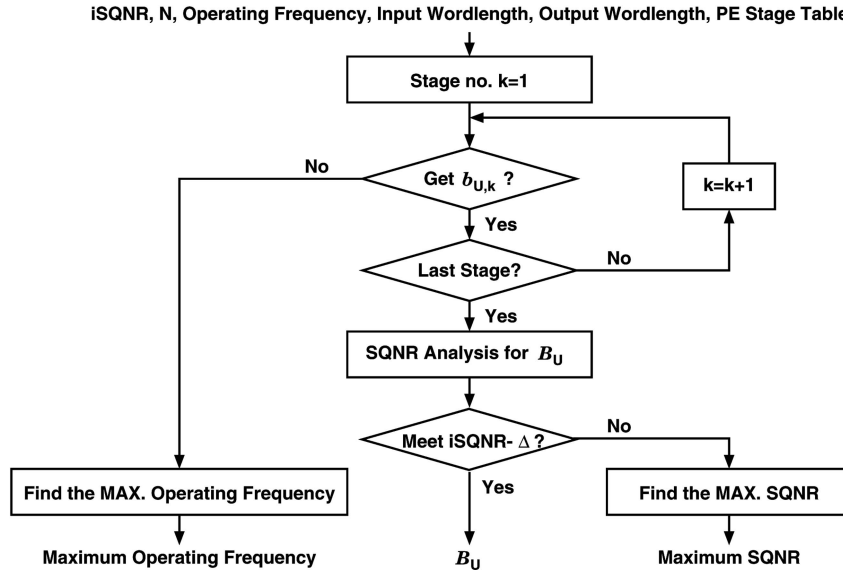 iSQNR, N, Operating Frequency, Input Wordlength, Output Wordlength, PE Stage Table
Stage no. k=1
No
Get b_U,k ?
k=k+1
Yes
Last Stage?
No
Yes
SQNR Analysis for B_U
Meet iSQNR- Δ ?
No
Yes
Find the MAX. Operating Frequency
Find the MAX. SQNR
Maximum Operating Frequency
B_U
Maximum SQNR